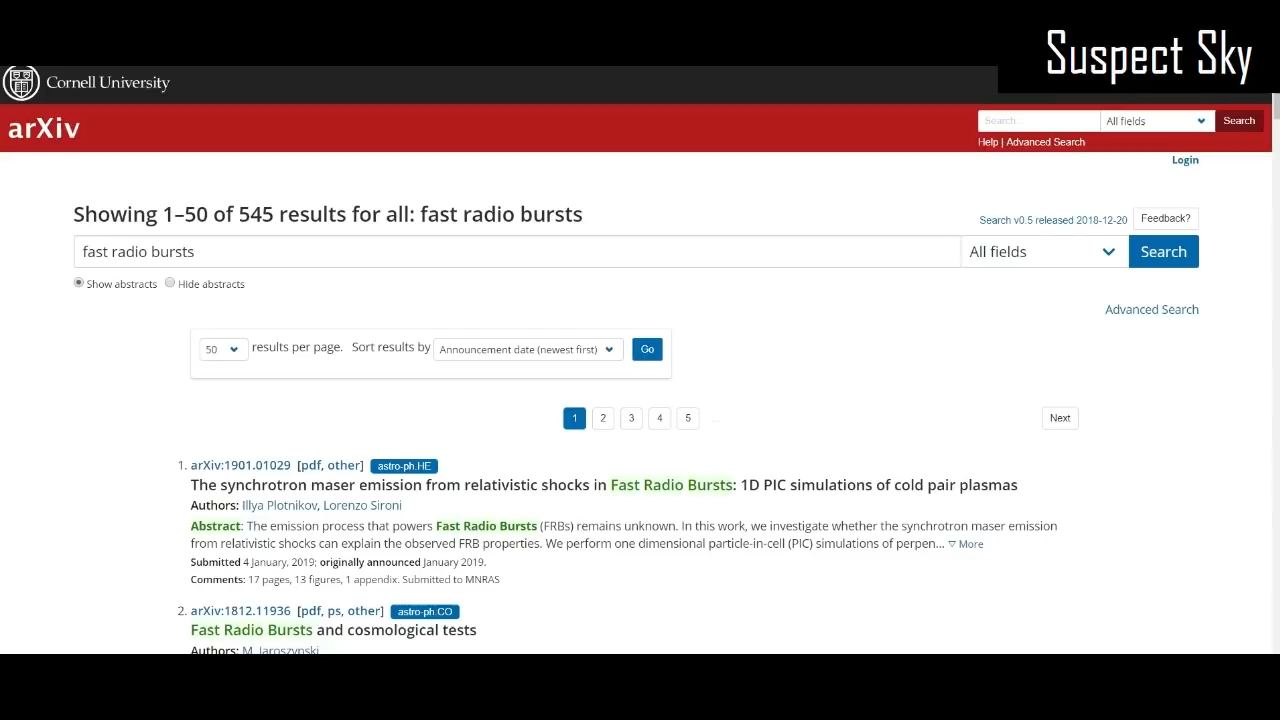 Suspect Sky
Cornell University
arXiv
Search...
All fields
Search
Help | Advanced Search
Login
Showing 1–50 of 545 results for all: fast radio bursts
Search v0.5 released 2018-12-20
Feedback?
fast radio bursts
All fields
Search
Show abstracts
Hide abstracts
Advanced Search
50
results per page.
Sort results by
Announcement date (newest first)
Go
1
2
3
4
5
...
Next
1. arXiv:1901.01029 [pdf, other] astro-ph.HE
The synchrotron maser emission from relativistic shocks in Fast Radio Bursts: 1D PIC simulations of cold pair plasmas
Authors: Illya Plotnikov, Lorenzo Sironi
Abstract: The emission process that powers Fast Radio Bursts (FRBs) remains unknown. In this work, we investigate whether the synchrotron maser emission
from relativistic shocks can explain the observed FRB properties. We perform one dimensional particle-in-cell (PIC) simulations of perpen... ▽ More
Submitted 4 January, 2019; originally announced January 2019.
Comments: 17 pages, 13 figures, 1 appendix. Submitted to MNRAS
2. arXiv:1812.11936 [pdf, ps, other] astro-ph.CO
Fast Radio Bursts and cosmological tests
Authors: M. Jaroszynski